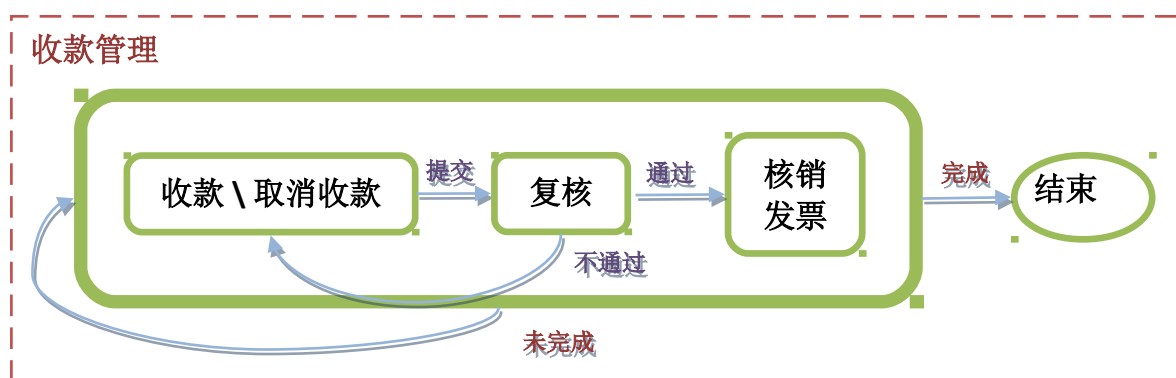 收款管理
收款 \ 取消收款
提交
复核
通过
核销
发票
完成
结束
不通过
未完成